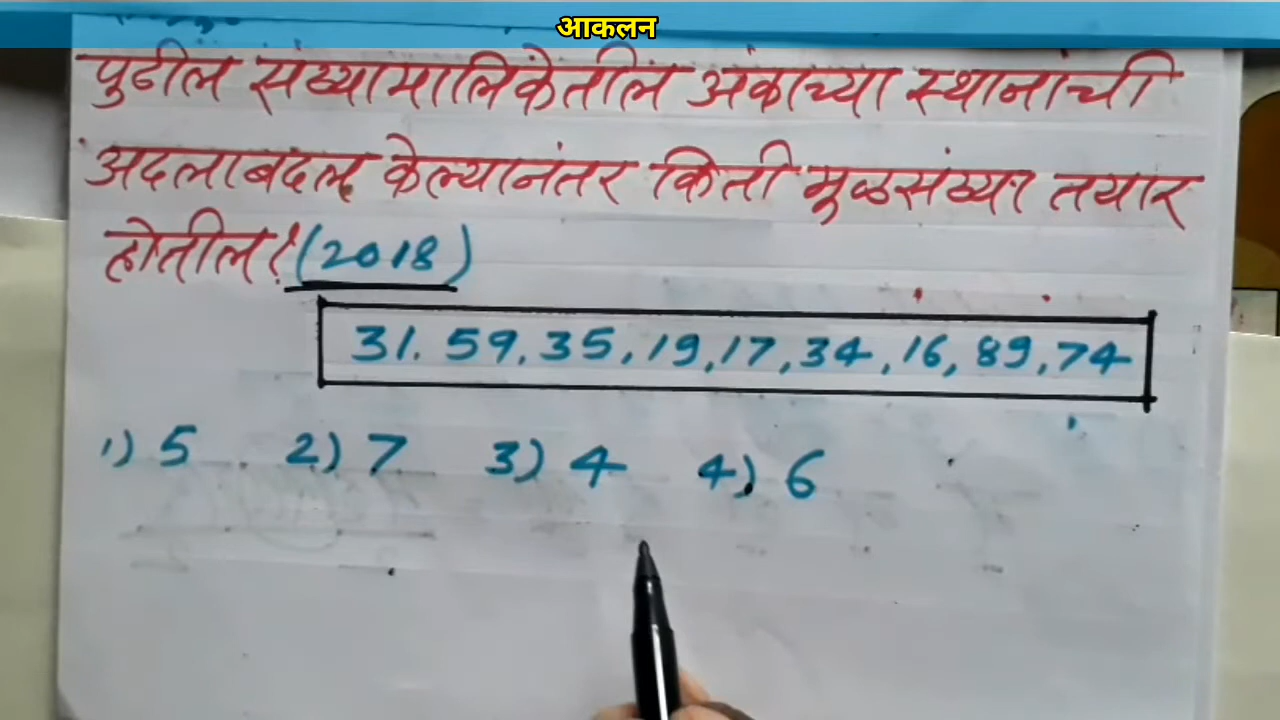 आकलन
पुढील संख्यामालिकेतील अंकाच्या स्थानांची
अदलाबदल केल्यानंतर किती मूळसंख्या तयार
होतील? (2018)
31. 59, 35, 19, 17, 34, 16, 89, 74
1) 5 2) 7 3) 4 4) 6